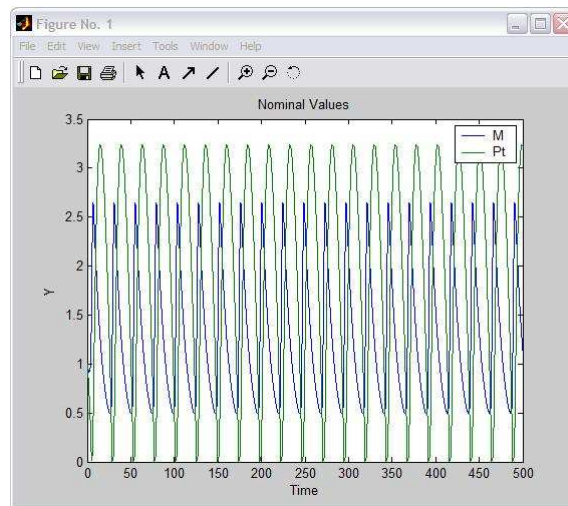 Figure No. 1
File Edit View Insert Tools Window Help
A
Nominal Values
M
Pt
3.5
3
2.5
2
1.5
1
0.5
0
Y
0 50 100 150 200 250 300 350 400 450 500
Time